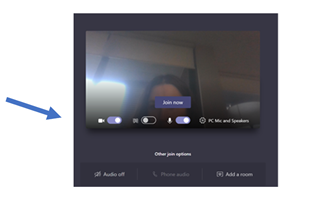 Join now
PC Mic and Speakers
Other join options
Audio off Phone audio Add a room